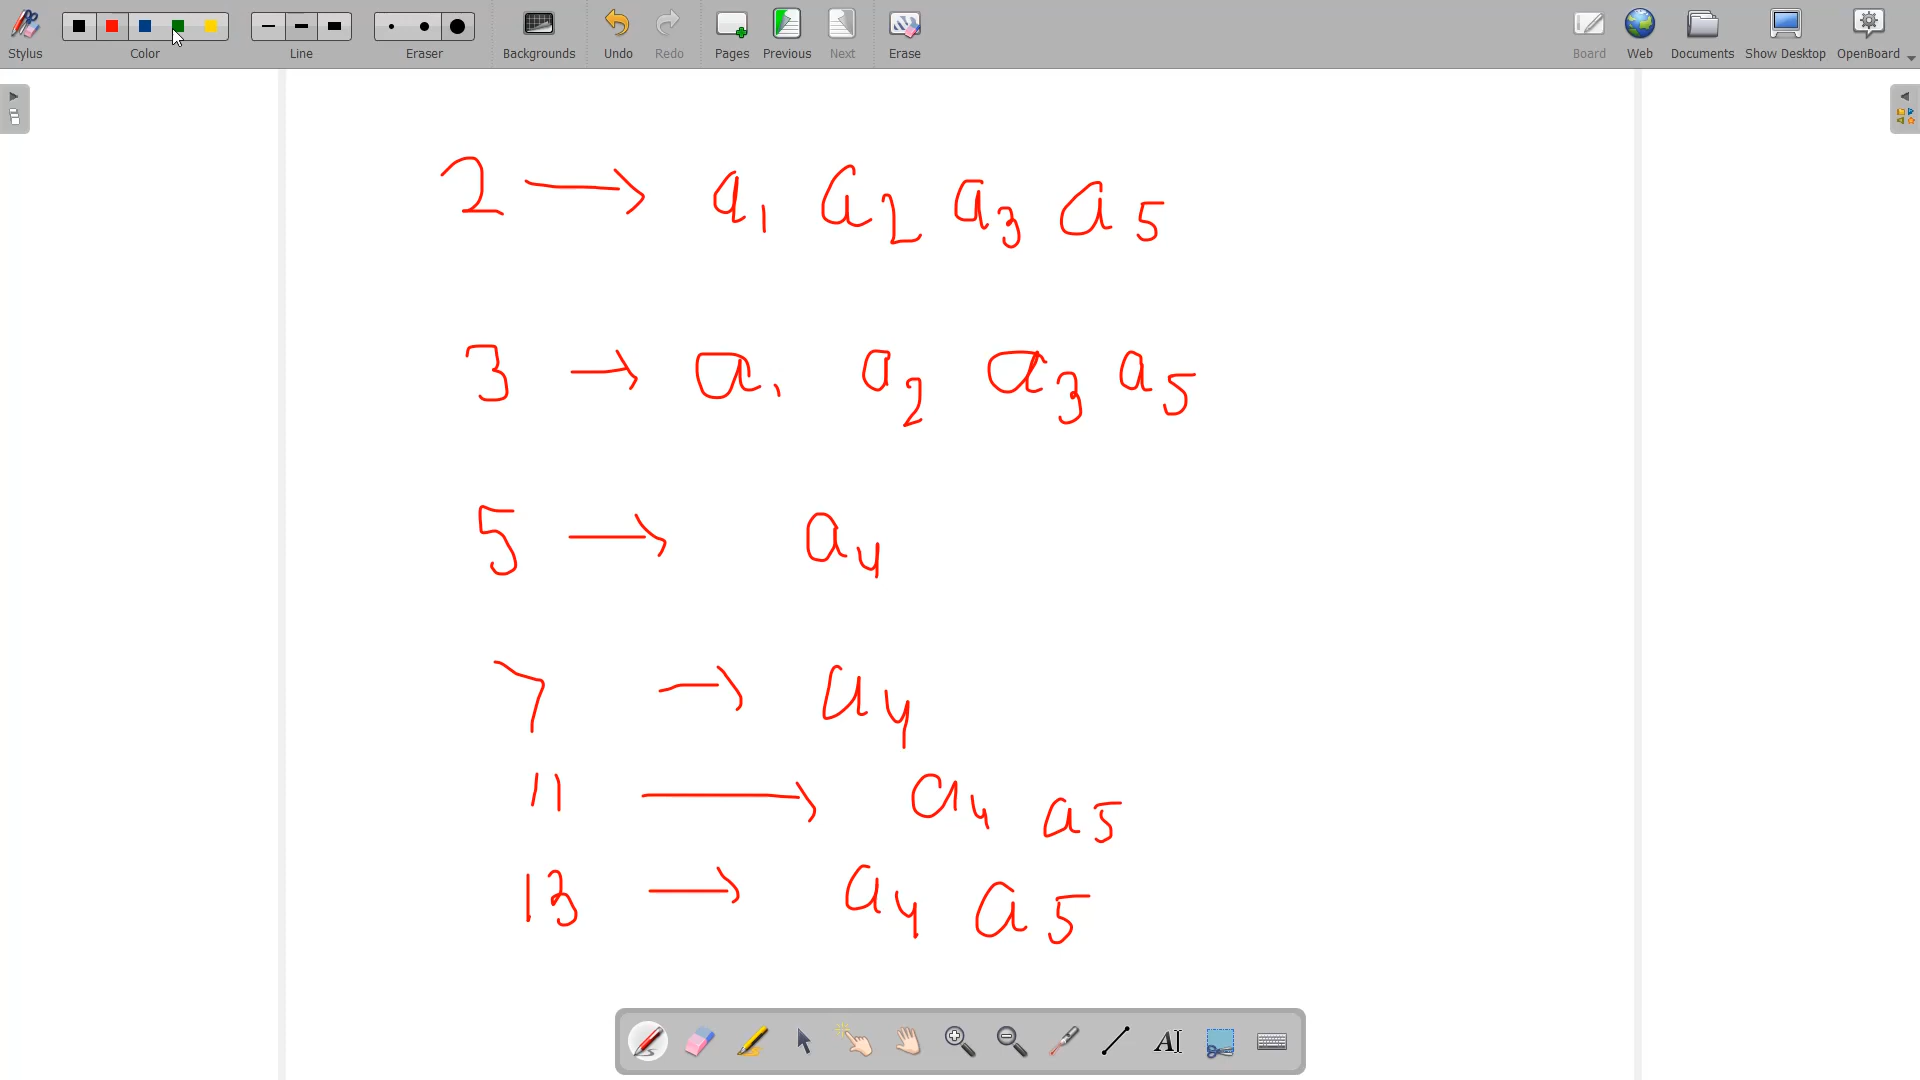 Stylus Color Line Eraser Backgrounds Undo Redo Pages Previous Next Erase Board Web Documents Show Desktop OpenBoard
2 → a₁ a₂ a₃ a₅
3 → a₁ a₂ a₃ a₅
5 → a₄
7 → a₄
11 → a₄ a₅
13 → a₄ a₅
AI